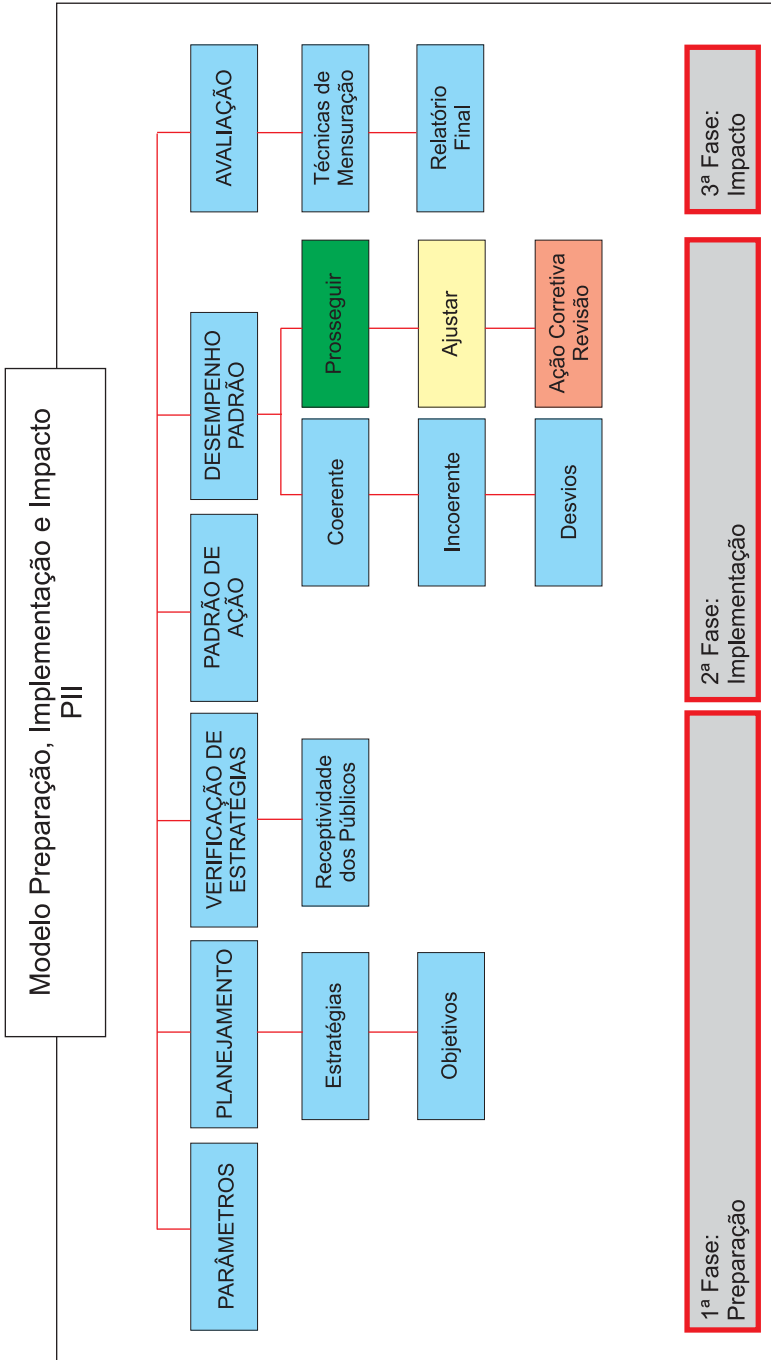 Modelo Preparação, Implementação e Impacto
PII
PARÂMETROS
PLANEJAMENTO
Estratégias
Objetivos
VERIFICAÇÃO DE
ESTRATÉGIAS
Receptividade
dos Públicos
PADRÃO DE
AÇÃO
DESEMPENHO
PADRÃO
Coerente
Incoerente
Desvios
Prosseguir
Ajustar
Ação Corretiva
Revisão
AVALIAÇÃO
Técnicas de
Mensuração
Relatório
Final
1ª Fase:
Preparação
2ª Fase:
Implementação
3ª Fase:
Impacto